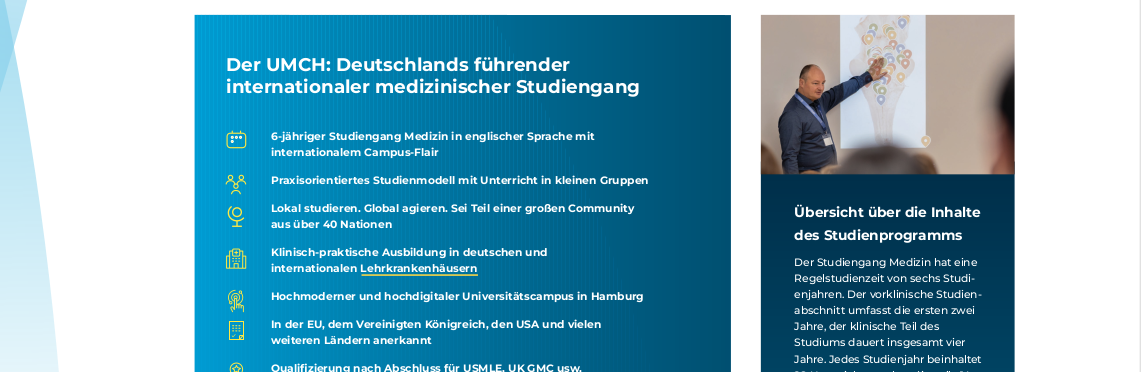 Der UMCH: Deutschlands führender
internationaler medizinischer Studiengang
6-jähriger Studiengang Medizin in englischer Sprache mit
internationalem Campus-Flair
Praxisorientiertes Studienmodell mit Unterricht in kleinen Gruppen
Lokal studieren. Global agieren. Sei Teil einer großen Community
aus über 40 Nationen
Klinisch-praktische Ausbildung in deutschen und
internationalen Lehrkrankenhäusern
Hochmoderner und hochdigitaler Universitätscampus in Hamburg
In der EU, dem Vereinigten Königreich, den USA und vielen
weiteren Ländern anerkannt
Qualifizierung nach Abschluss für USMLE, UK GMC usw.
Übersicht über die Inhalte
des Studienprogramms
Der Studiengang Medizin hat eine
Regelstudienzeit von sechs Studi-
enjahren. Der vorklinische Studien-
abschnitt umfasst die ersten zwei
Jahre, der klinische Teil des
Studiums dauert insgesamt vier
Jahre. Jedes Studienjahr beinhaltet